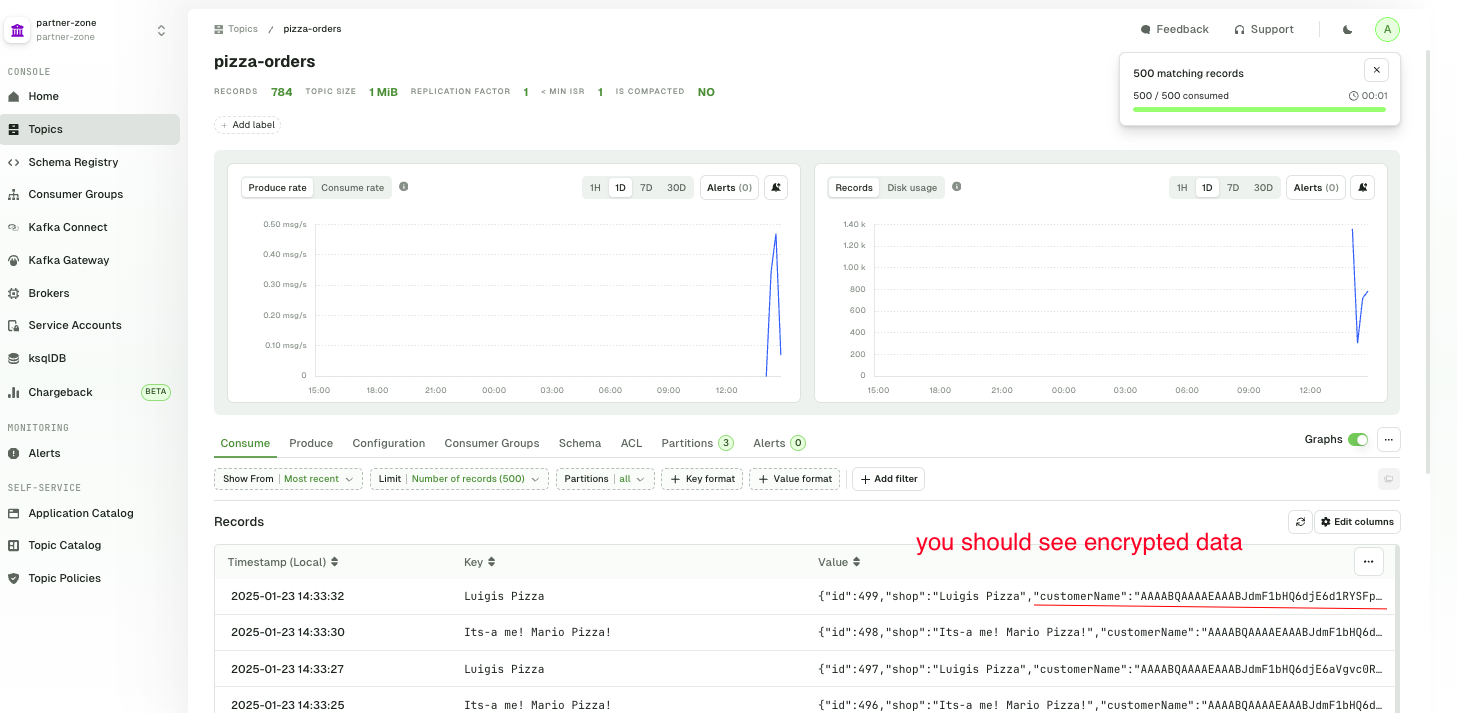 partner-zone
partner-zone
CONSOLE
Home
Topics
Schema Registry
Consumer Groups
Kafka Connect
Kafka Gateway
Brokers
Service Accounts
ksqlDB
Chargeback BETA
MONITORING
Alerts
SELF-SERVICE
Application Catalog
Topic Catalog
Topic Policies
Topics / pizza-orders
Feedback Support A
pizza-orders
RECORDS 784 TOPIC SIZE 1 MiB REPLICATION FACTOR 1 < MIN ISR 1 IS COMPACTED NO
+ Add label
500 matching records
500 / 500 consumed 00:01
Produce rate Consume rate 1H 1D 7D 30D Alerts (0)
0.50 msg/s
0.40 msg/s
0.30 msg/s
0.20 msg/s
0.10 msg/s
0
15:00 18:00 21:00 00:00 03:00 06:00 09:00 12:00
Records Disk usage 1H 1D 7D 30D Alerts (0)
1.40 k
1.20 k
1.00 k
800
600
400
200
0
15:00 18:00 21:00 00:00 03:00 06:00 09:00 12:00
Consume Produce Configuration Consumer Groups Schema ACL Partitions 3 Alerts 0 Graphs
Show From Most recent Limit Number of records (500) Partitions all + Key format + Value format + Add filter
Records Edit columns
you should see encrypted data
Timestamp (Local) Key Value
2025-01-23 14:33:32 Luigis Pizza {"id":499,"shop":"Luigis Pizza","customerName":"AAAABQAAAAEAAABJdmF1bHQ6djE6d1RYSFp…
2025-01-23 14:33:30 Its-a me! Mario Pizza! {"id":498,"shop":"Its-a me! Mario Pizza!","customerName":"AAAABQAAAAEAAABJdmF1bHQ6d…
2025-01-23 14:33:27 Luigis Pizza {"id":497,"shop":"Luigis Pizza","customerName":"AAAABQAAAAEAAABJdmF1bHQ6djE6aVgvc0R…
2025-01-23 14:33:25 Its-a me! Mario Pizza! {"id":496,"shop":"Its-a me! Mario Pizza!","customerName":"AAAABQAAAAEAAABJdmF1bHQ6d…